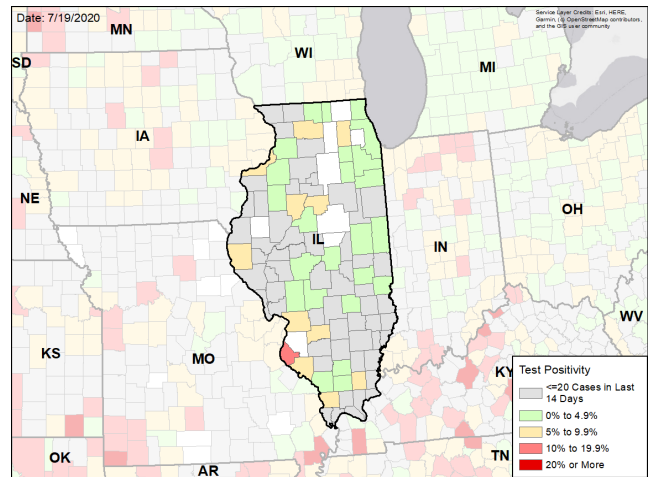 Date: 7/19/2020
Service Layer Credits: Esri, HERE,
Garmin, (c) OpenStreetMap contributors,
and the GIS user community
MN
SD
WI
MI
IA
NE
IL
IN
OH
WV
KS
MO
KY
OK
AR
TN
Test Positivity
<=20 Cases in Last
14 Days
0% to 4.9%
5% to 9.9%
10% to 19.9%
20% or More